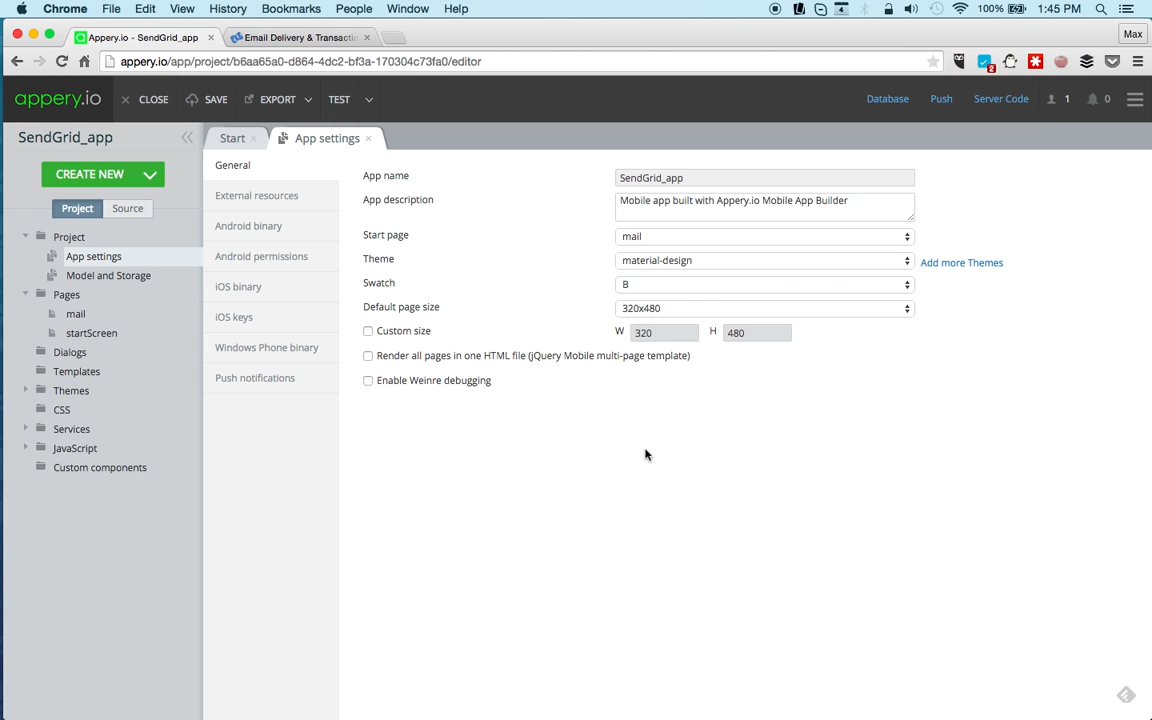 Chrome File Edit View History Bookmarks People Window Help 4 100% 1:45 PM
Appery.io - SendGrid_app Email Delivery & Transactio Max
appery.io/app/project/b6aa65a0-d864-4dc2-bf3a-170304c73fa0/editor 2
appery.io CLOSE SAVE EXPORT TEST Database Push Server Code 1 0
SendGrid_app Start App settings
CREATE NEW
Project Source
Project
App settings
Model and Storage
Pages
mail
startScreen
Dialogs
Templates
Themes
CSS
Services
JavaScript
Custom components
General
External resources
Android binary
Android permissions
iOS binary
iOS keys
Windows Phone binary
Push notifications
App name SendGrid_app
App description Mobile app built with Appery.io Mobile App Builder
Start page mail
Theme material-design Add more Themes
Swatch B
Default page size 320x480
Custom size W 320 H 480
Render all pages in one HTML file (jQuery Mobile multi-page template)
Enable Weinre debugging